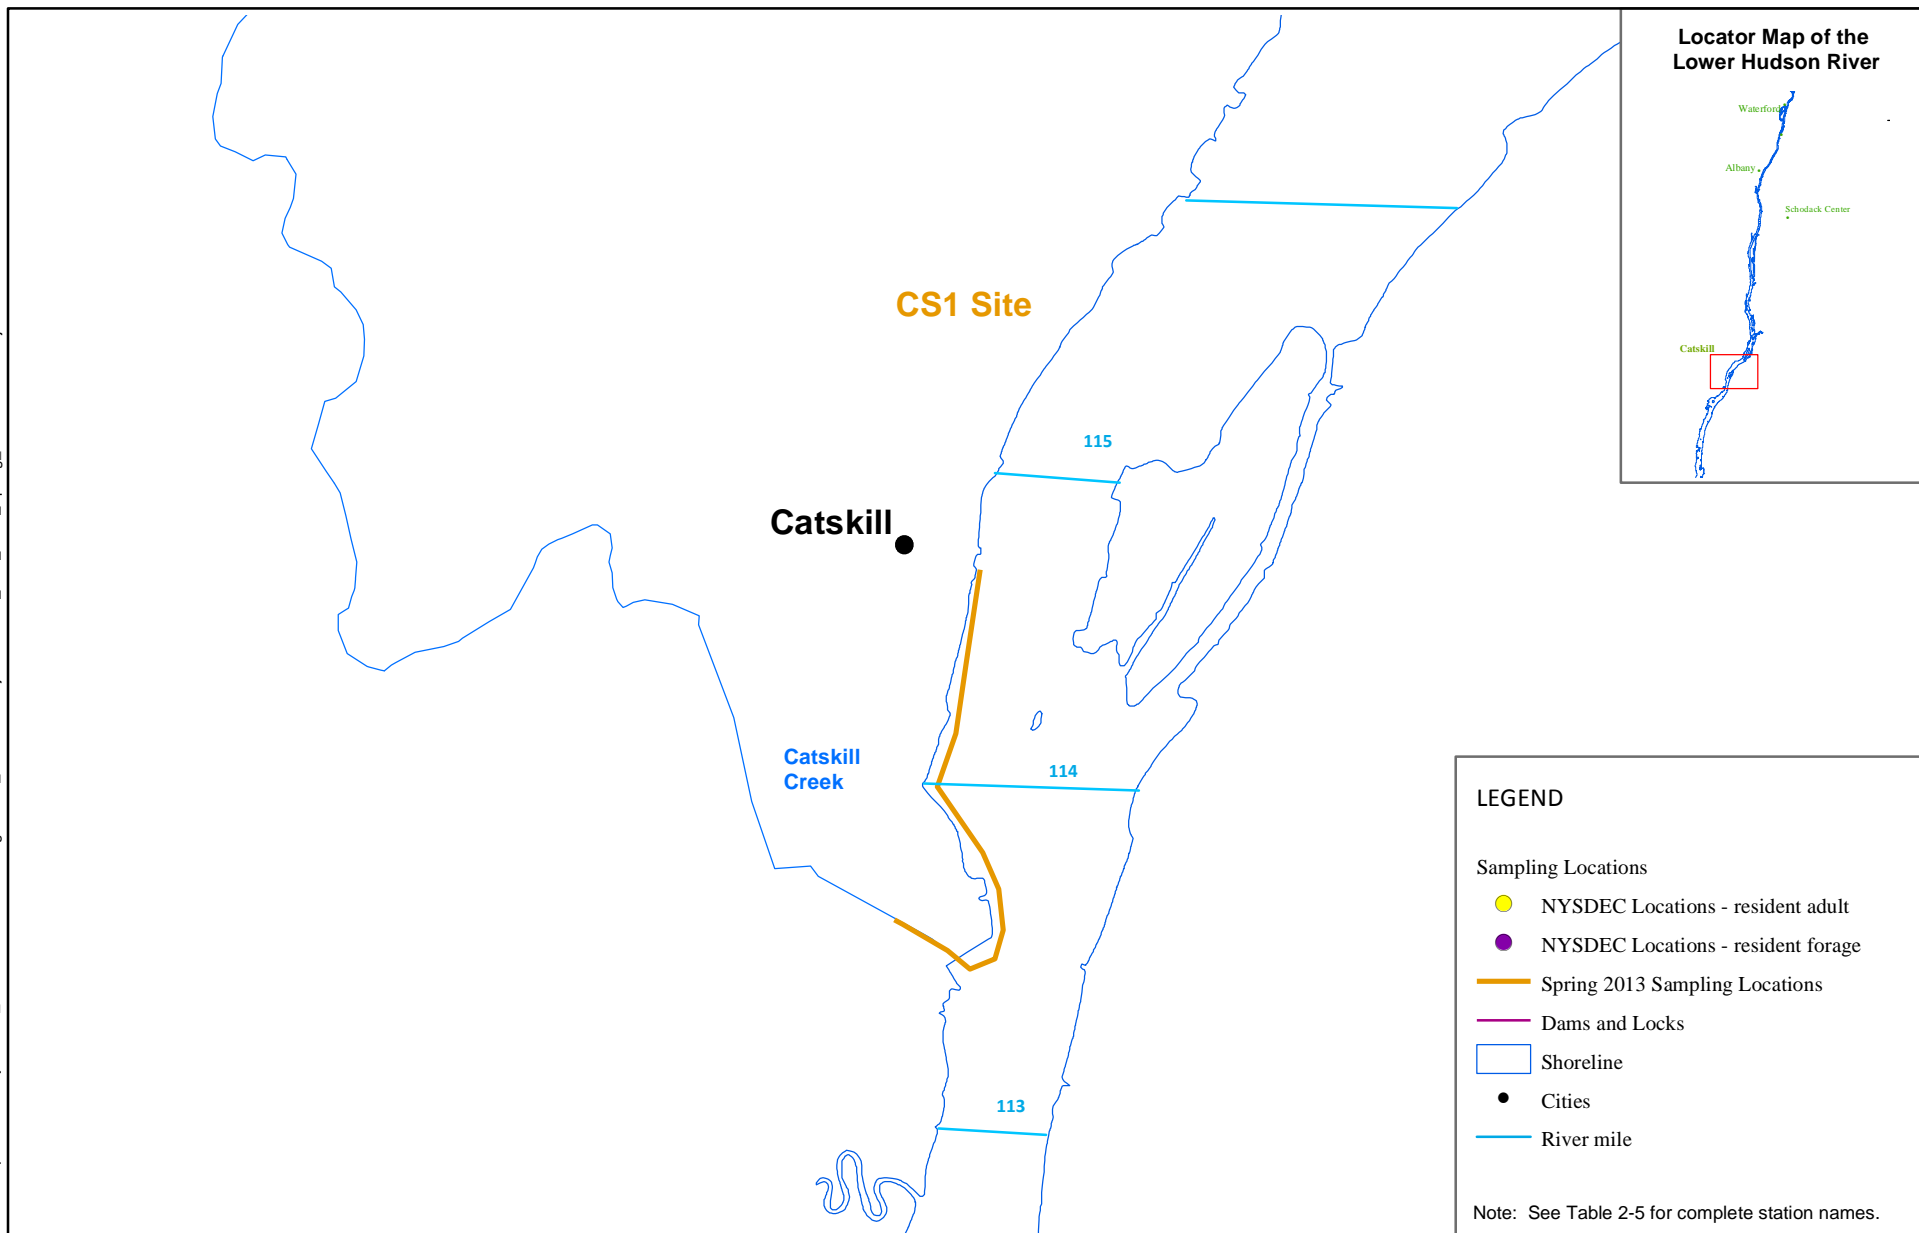 Locator Map of the
Lower Hudson River
Waterford
Albany
Schodack Center
Catskill
CS1 Site
115
Catskill
Catskill
Creek
114
113
LEGEND
Sampling Locations
NYSDEC Locations - resident adult
NYSDEC Locations - resident forage
Spring 2013 Sampling Locations
Dams and Locks
Shoreline
Cities
River mile
Note: See Table 2-5 for complete station names.